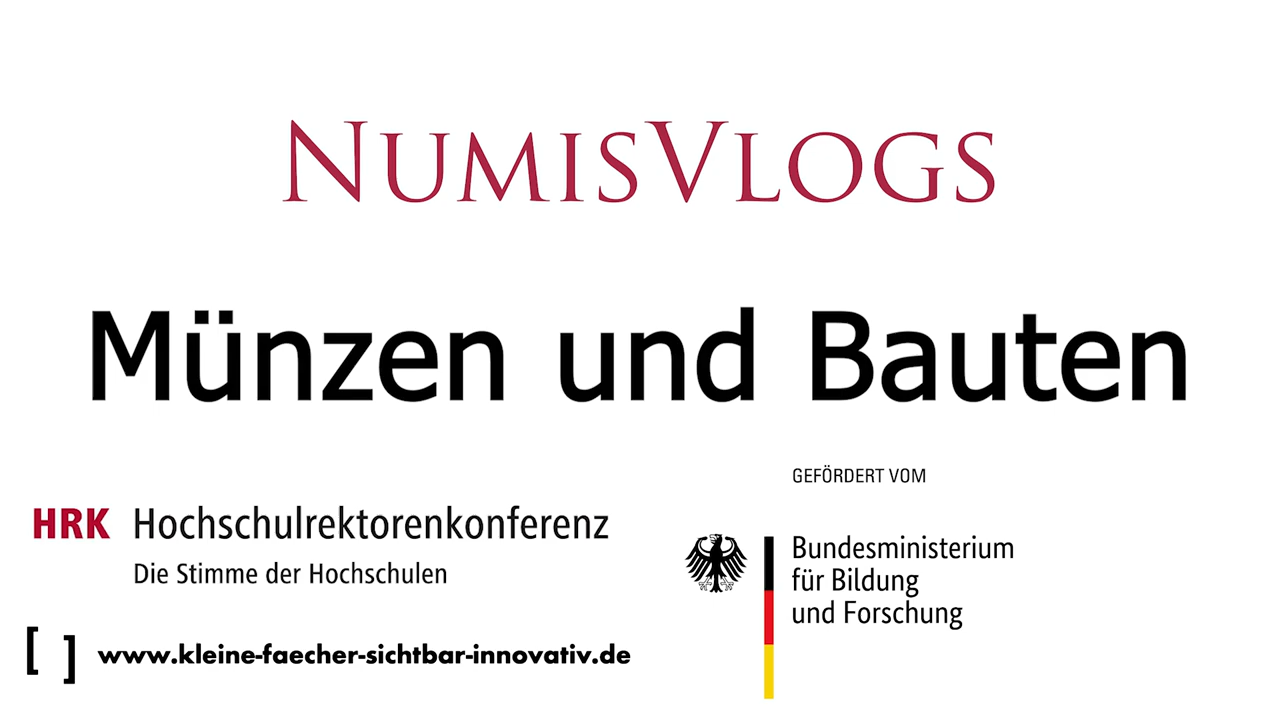 NUMISVLOGS
Münzen und Bauten
HRK Hochschulrektorenkonferenz
Die Stimme der Hochschulen
[ ] www.kleine-faecher-sichtbar-innovativ.de
GEFÖRDERT VOM
Bundesministerium
für Bildung
und Forschung